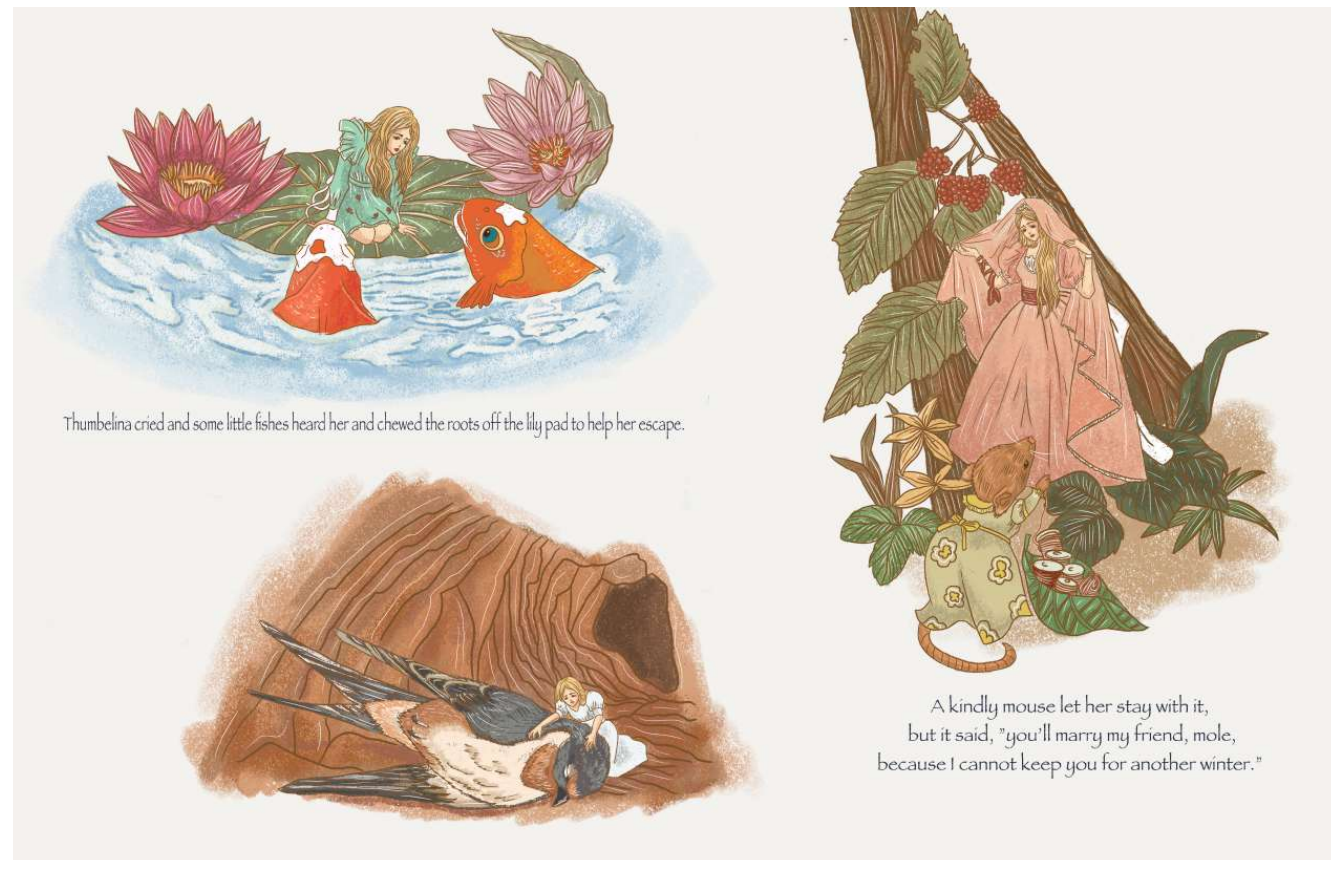 Thumbelina cried and some little fishes heard her and chewed the roots off the lily pad to help her escape.
A kindly mouse let her stay with it,
but it said, ”you’ll marry my friend, mole,
because I cannot keep you for another winter.”